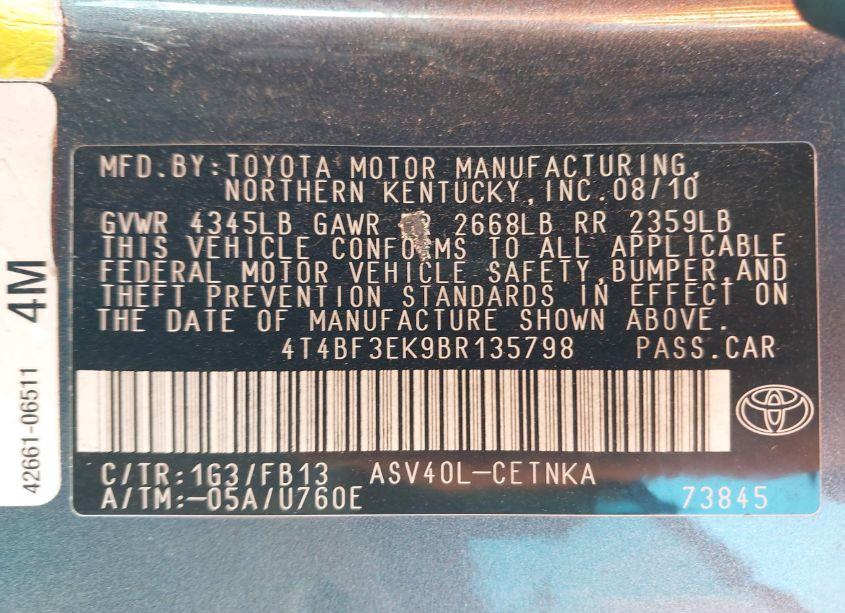 MFD.BY:TOYOTA MOTOR MANUFACTURING,
NORTHERN KENTUCKY,INC.08/10
GVWR 4345LB GAWR 2668LB RR 2359LB
THIS VEHICLE CONFORMS TO ALL APPLICABLE
FEDERAL MOTOR VEHICLE SAFETY,BUMPER,AND
THEFT PREVENTION STANDARDS IN EFFECT ON
THE DATE OF MANUFACTURE SHOWN ABOVE.
4T4BF3EK9BR135798 PASS.CAR
C/TR:1G3/FB13 ASV40L-CETNKA
A/TM:-05A/U760E 73845
4M
42661-06511